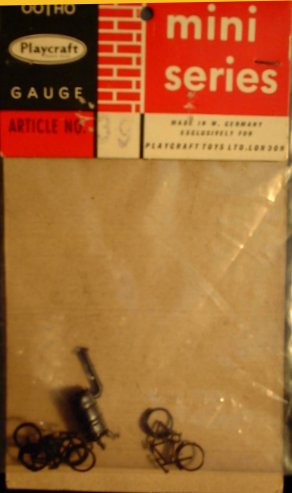 OO|HO
Playcraft
GAUGE
ARTICLE NO.
mini
series
MADE IN W. GERMANY
EXCLUSIVELY FOR
PLAYCRAFT TOYS LTD. LONDON